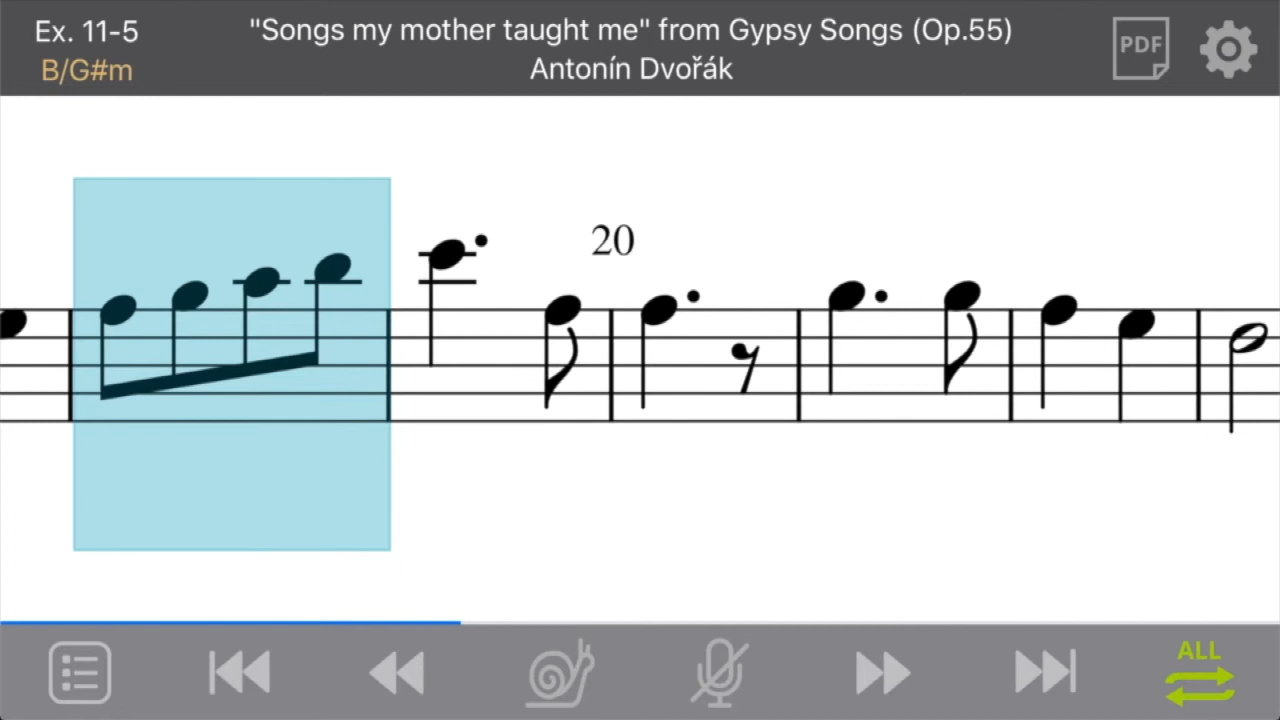 Ex. 11-5
B/G#m
"Songs my mother taught me" from Gypsy Songs (Op.55)
Antonín Dvořák
PDF
20
ALL